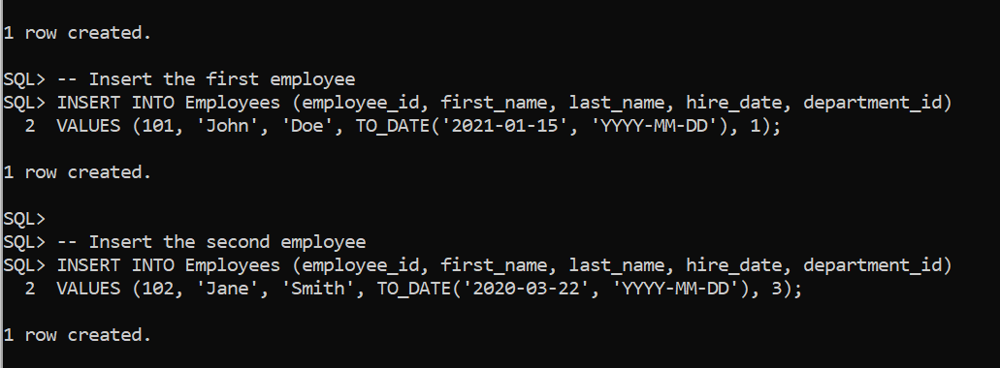 1 row created.
SQL> -- Insert the first employee
SQL> INSERT INTO Employees (employee_id, first_name, last_name, hire_date, department_id)
  2  VALUES (101, 'John', 'Doe', TO_DATE('2021-01-15', 'YYYY-MM-DD'), 1);
1 row created.
SQL>
SQL> -- Insert the second employee
SQL> INSERT INTO Employees (employee_id, first_name, last_name, hire_date, department_id)
  2  VALUES (102, 'Jane', 'Smith', TO_DATE('2020-03-22', 'YYYY-MM-DD'), 3);
1 row created.